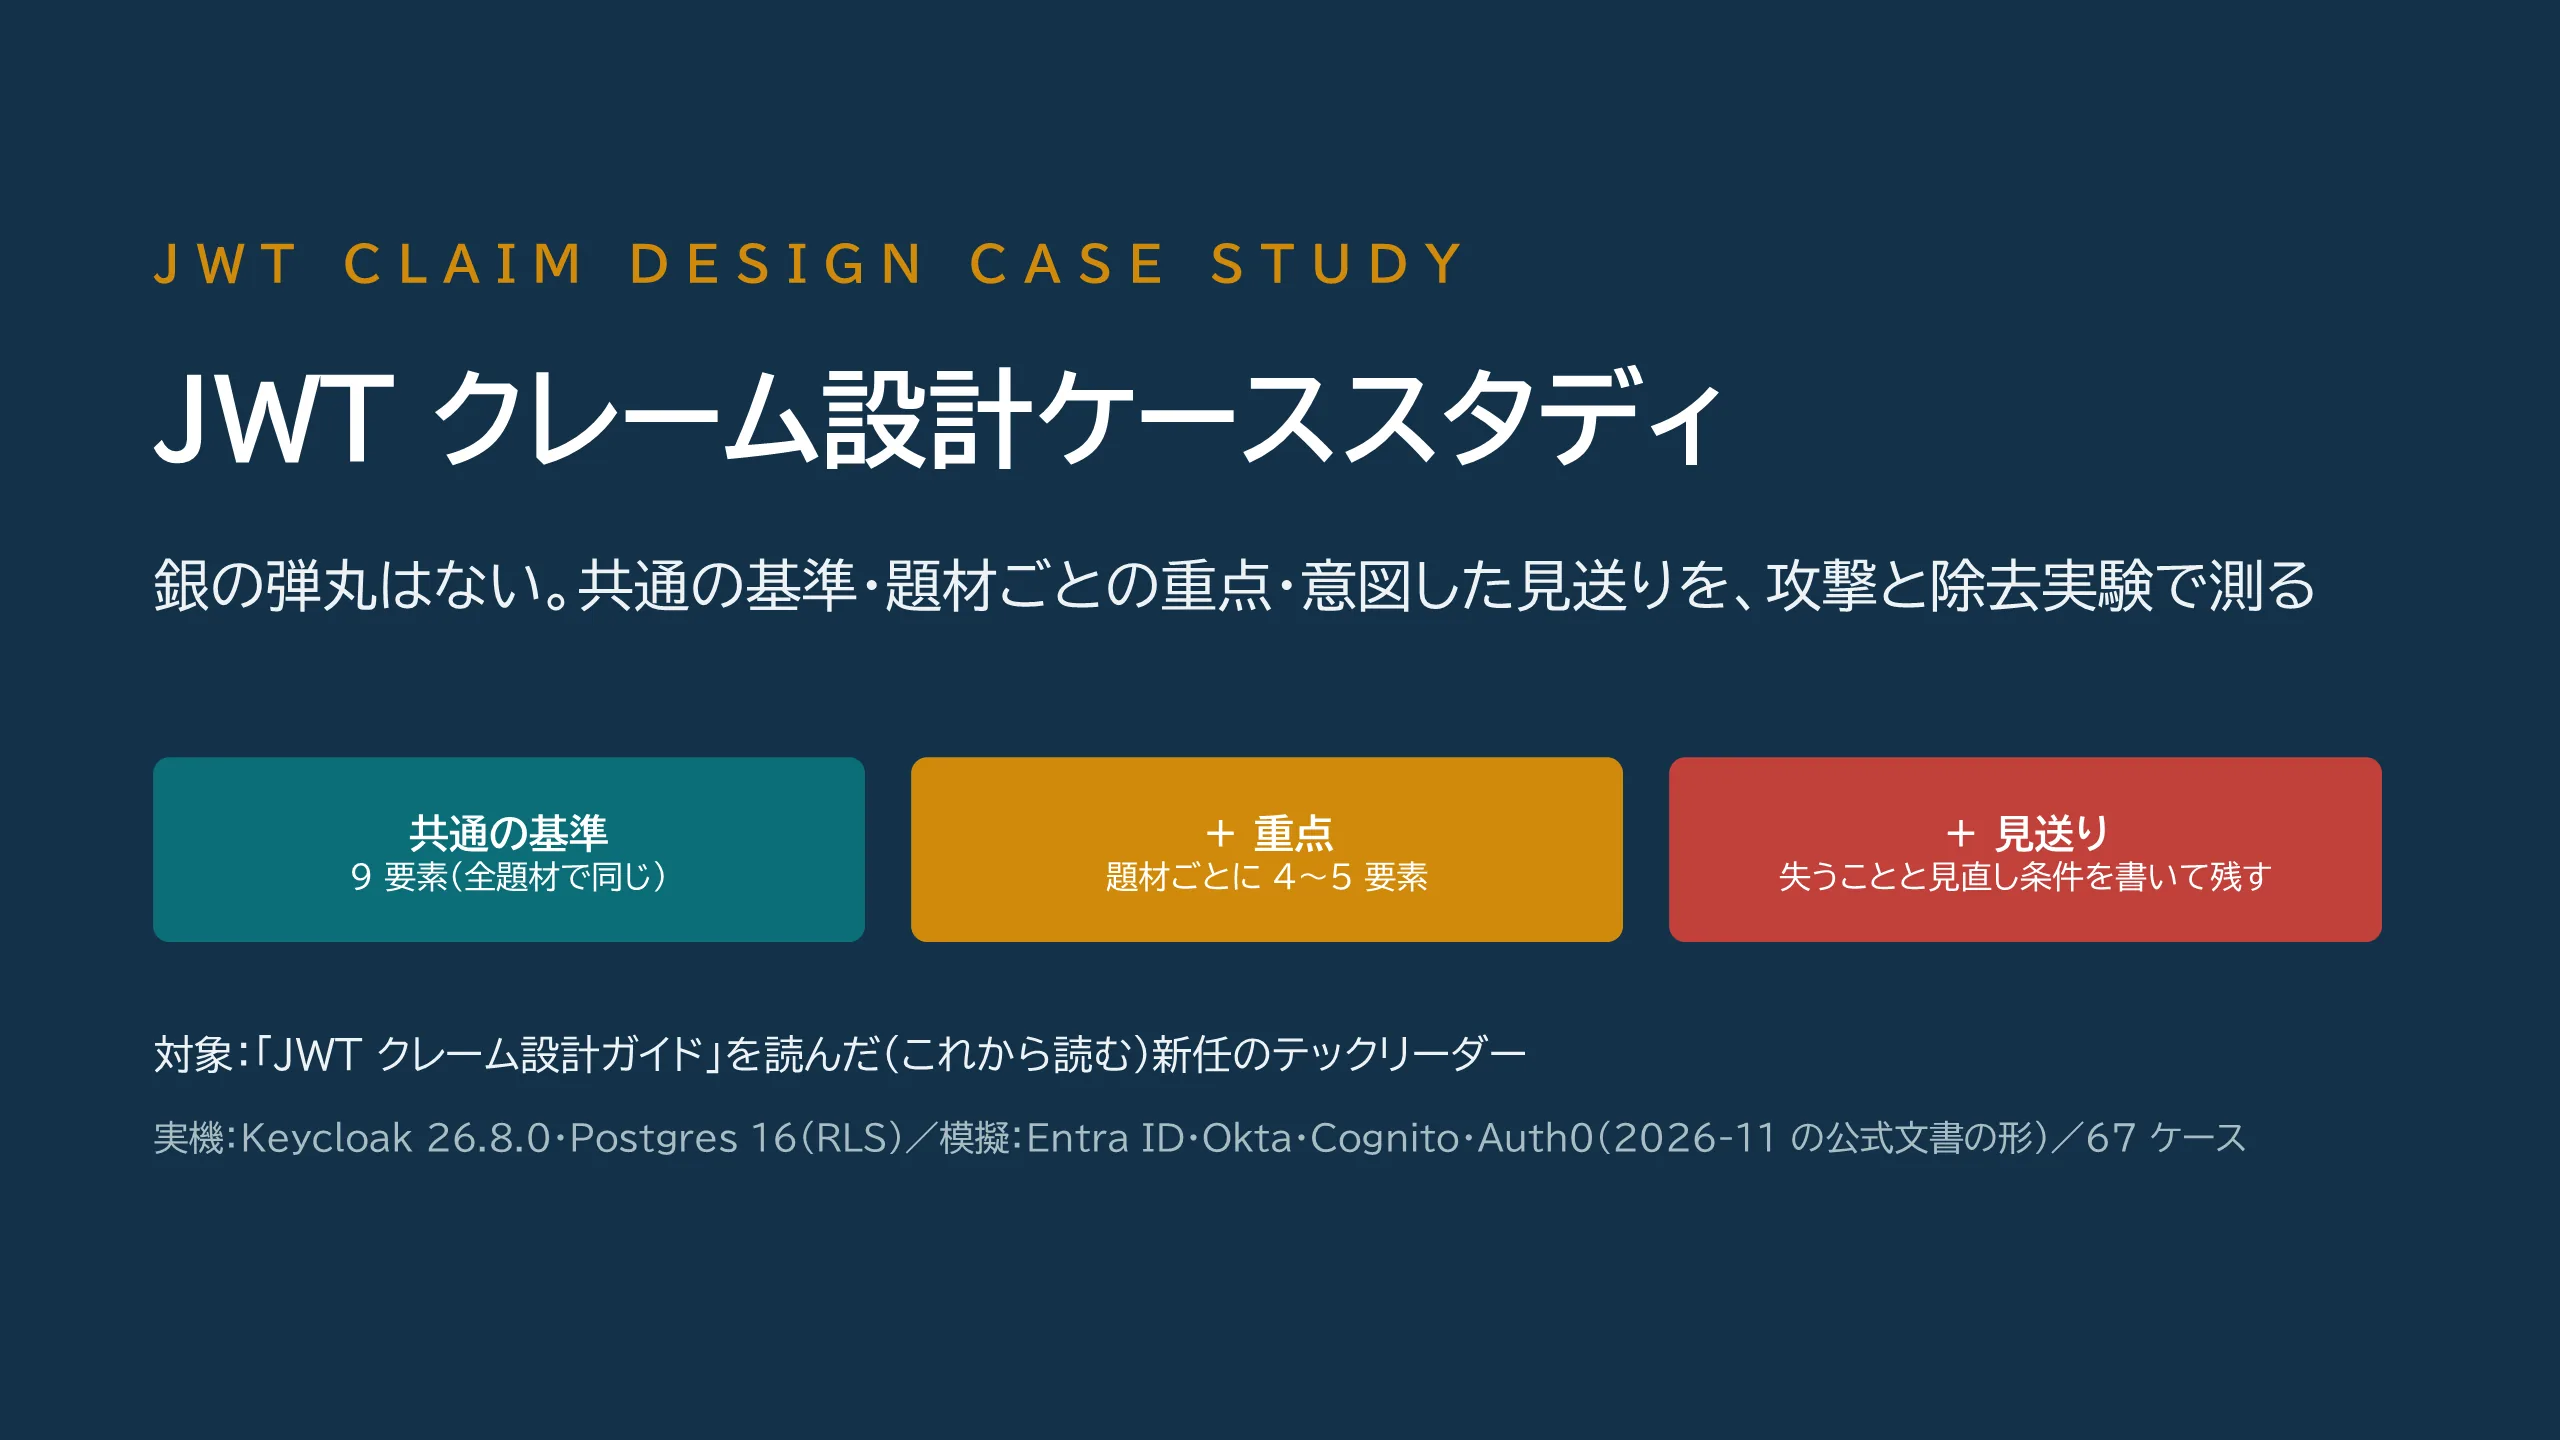 JWT CLAIM DESIGN CASE STUDY
JWT クレーム設計ケーススタディ
銀の弾丸はない。共通の基準・題材ごとの重点・意図した見送りを、攻撃と除去実験で測る
共通の基準
9 要素（全題材で同じ）
＋ 重点
題材ごとに 4〜5 要素
＋ 見送り
失うことと見直し条件を書いて残す
対象：「JWT クレーム設計ガイド」を読んだ（これから読む）新任のテックリーダー
実機：Keycloak 26.8.0・Postgres 16（RLS）／模擬：Entra ID・Okta・Cognito・Auth0（2026-11 の公式文書の形）／67 ケース